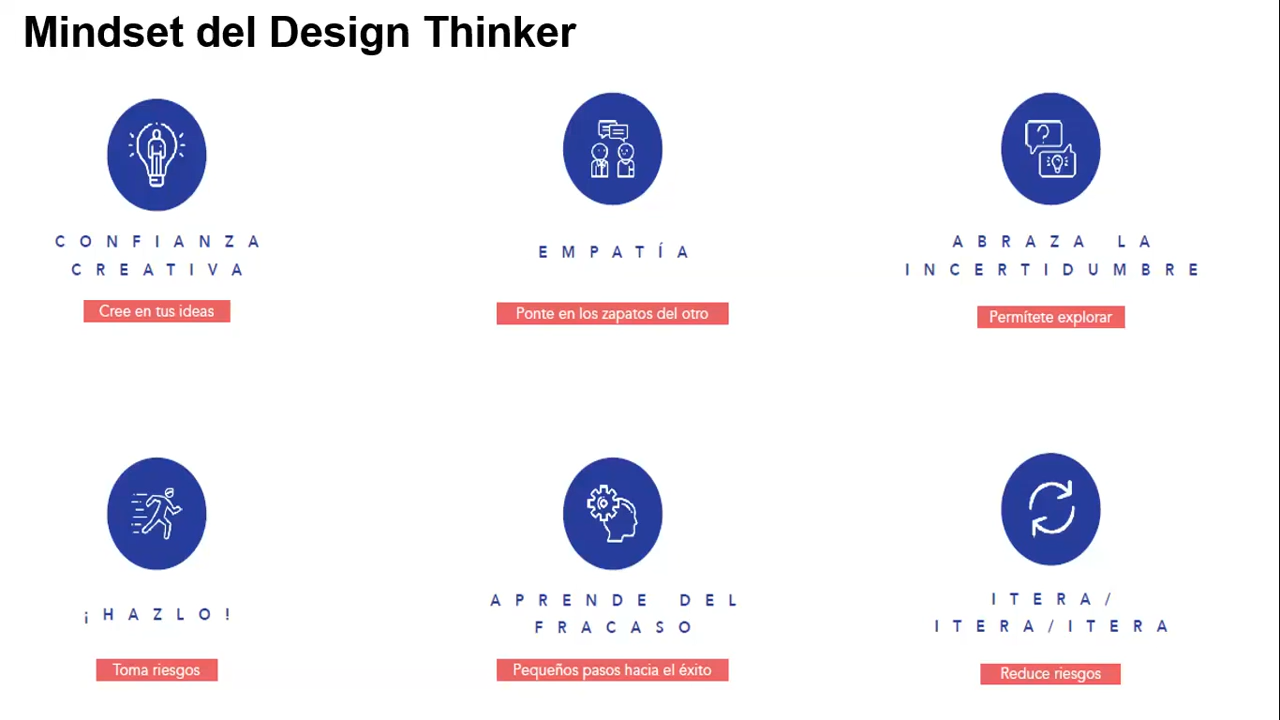 Mindset del Design Thinker
CONFIANZA
CREATIVA
Cree en tus ideas
EMPATÍA
Ponte en los zapatos del otro
ABRAZA LA
INCERTIDUMBRE
Permítete explorar
¡HAZLO!
Toma riesgos
APRENDE DEL
FRACASO
Pequeños pasos hacia el éxito
ITERA/
ITERA/ITERA
Reduce riesgos